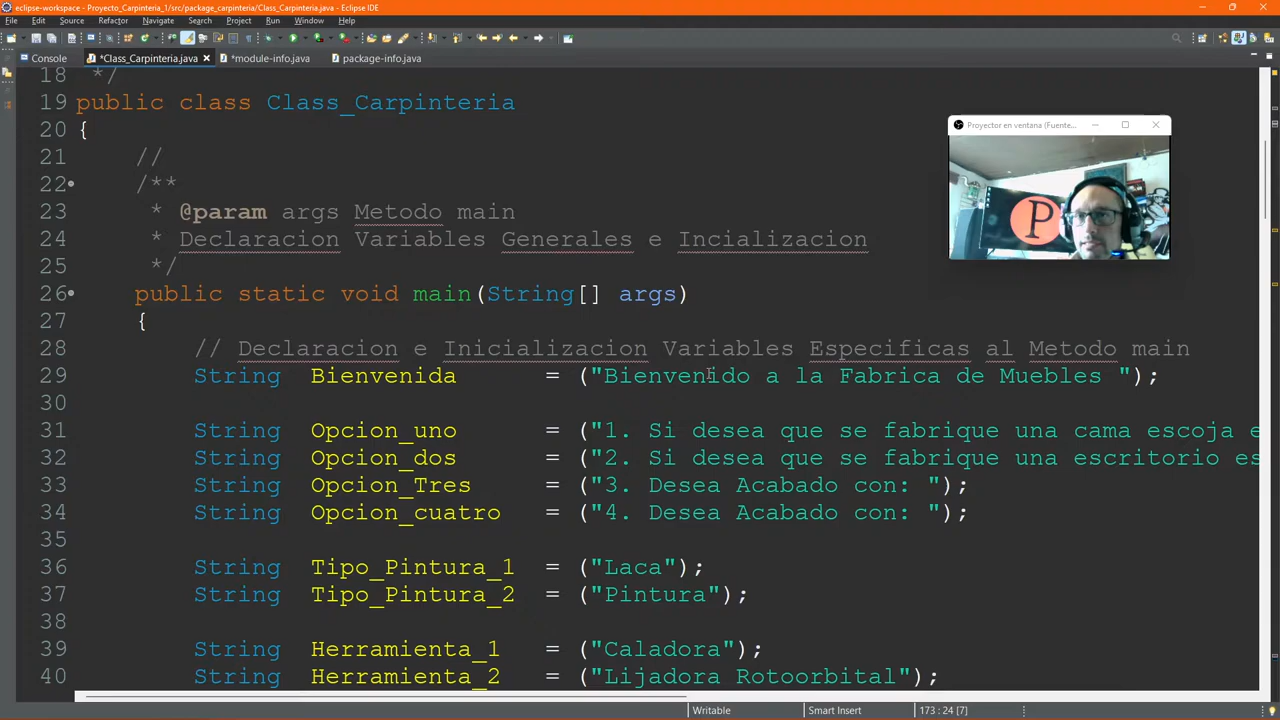 eclipse-workspace - Proyecto_Carpinteria_1/src/package_carpinteria/Class_Carpinteria.java - Eclipse IDE
File Edit Source Refactor Navigate Search Project Run Window Help
Console *Class_Carpinteria.java *module-info.java package-info.java
18 */
19 public class Class_Carpinteria
20 {
21 //
22 /**
23 * @param args Metodo main
24 * Declaracion Variables Generales e Incializacion
25 */
26 public static void main(String[] args)
27 {
28 // Declaracion e Inicializacion Variables Especificas al Metodo main
29 String Bienvenida = ("Bienvenido a la Fabrica de Muebles ");
30
31 String Opcion_uno = ("1. Si desea que se fabrique una cama escoja e
32 String Opcion_dos = ("2. Si desea que se fabrique una escritorio es
33 String Opcion_Tres = ("3. Desea Acabado con: ");
34 String Opcion_cuatro = ("4. Desea Acabado con: ");
35
36 String Tipo_Pintura_1 = ("Laca");
37 String Tipo_Pintura_2 = ("Pintura");
38
39 String Herramienta_1 = ("Caladora");
40 String Herramienta_2 = ("Lijadora Rotoorbital");
Proyector en ventana (Fuente...
P
Writable Smart Insert 173 : 24 [7]